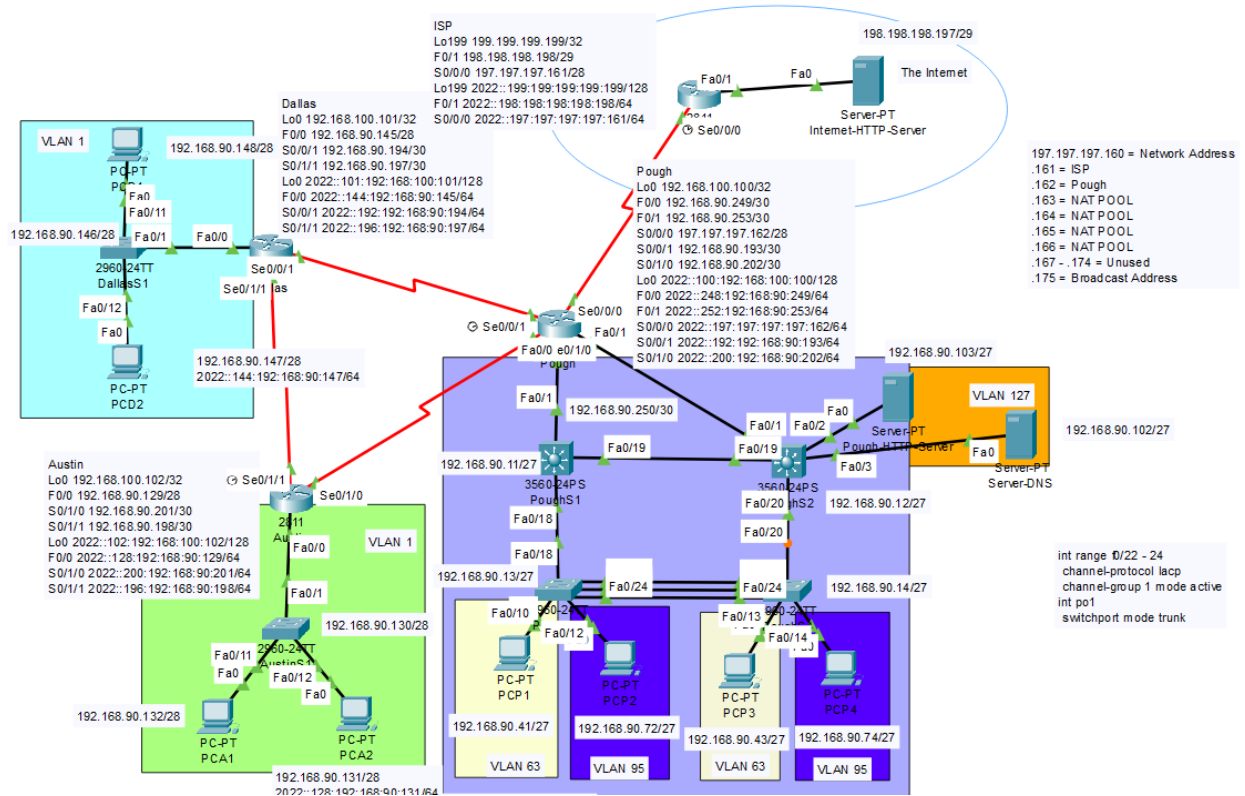 ISP
Lo199 199.199.199.199/32
F0/1 198.198.198.198/29
S0/0/0 197.197.197.161/28
Lo199 2022::199:199:199:199:199/128
F0/1 2022::198:198:198:198:198/64
S0/0/0 2022::197:197:197:197:161/64
198.198.198.197/29
The Internet
Fa0/1
Fa0
Server-PT
Internet-HTTP-Server
Se0/0/0
Dallas
Lo0 192.168.100.101/32
F0/0 192.168.90.145/28
S0/0/1 192.168.90.194/30
S0/1/1 192.168.90.197/30
Lo0 2022::101:192:168:100:101/128
F0/0 2022::144:192:168:90:145/64
S0/0/1 2022::192:192:168:90:194/64
S0/1/1 2022::196:192:168:90:197/64
VLAN 1
192.168.90.148/28
PC-PT
Fa0
Fa0/11
192.168.90.146/28
Fa0/1
Fa0/0
2960-24TT
DallasS1
Se0/0/1
Se0/1/1
Fa0/12
Fa0
PC-PT
PCD2
192.168.90.147/28
2022::144:192:168:90:147/64
Pough
Lo0 192.168.100.100/32
F0/0 192.168.90.249/30
F0/1 192.168.90.253/30
S0/0/0 197.197.197.162/28
S0/0/1 192.168.90.193/30
S0/1/0 192.168.90.202/30
Lo0 2022::100:192:168:100:100/128
F0/0 2022::248:192:168:90:249/64
F0/1 2022::252:192:168:90:253/64
S0/0/0 2022::197:197:197:197:162/64
S0/0/1 2022::192:192:168:90:193/64
S0/1/0 2022::200:192:168:90:202/64
197.197.197.160 = Network Address
.161 = ISP
.162 = Pough
.163 = NAT POOL
.164 = NAT POOL
.165 = NAT POOL
.166 = NAT POOL
.167 - .174 = Unused
.175 = Broadcast Address
Se0/0/1
Se0/0/0
Fa0/1
Fa0/0
e0/1/0
Pough
192.168.90.103/27
Fa0/1
192.168.90.250/30
Fa0/1
Fa0/2
Fa0
Server-PT
Pough-HTTP-Server
VLAN 127
192.168.90.102/27
Fa0/19
Fa0/19
Fa0/3
Fa0
Server-PT
Server-DNS
192.168.90.11/27
3560-24PS
PoughS1
3560-24PS
192.168.90.12/27
Fa0/18
Fa0/20
Fa0/18
Fa0/20
192.168.90.13/27
Fa0/24
Fa0/24
192.168.90.14/27
Fa0/10
Fa0/12
Fa0/13
Fa0/14
PC-PT
PCP1
PC-PT
PCP2
PC-PT
PCP3
PC-PT
PCP4
192.168.90.41/27
192.168.90.72/27
192.168.90.43/27
192.168.90.74/27
VLAN 63
VLAN 95
VLAN 63
VLAN 95
int range f0/22 - 24
channel-protocol lacp
channel-group 1 mode active
int po1
switchport mode trunk
Austin
Lo0 192.168.100.102/32
F0/0 192.168.90.129/28
S0/1/0 192.168.90.201/30
S0/1/1 192.168.90.198/30
Lo0 2022::102:192:168:100:102/128
F0/0 2022::128:192:168:90:129/64
S0/1/0 2022::200:192:168:90:201/64
S0/1/1 2022::196:192:168:90:198/64
Se0/1/1
Se0/1/0
2811
Fa0/0
VLAN 1
Fa0/1
192.168.90.130/28
2960-24TT
AustinS1
Fa0/11
Fa0
Fa0/12
Fa0
192.168.90.132/28
PC-PT
PCA1
PC-PT
PCA2
192.168.90.131/28
2022::128:192:168:90:131/64